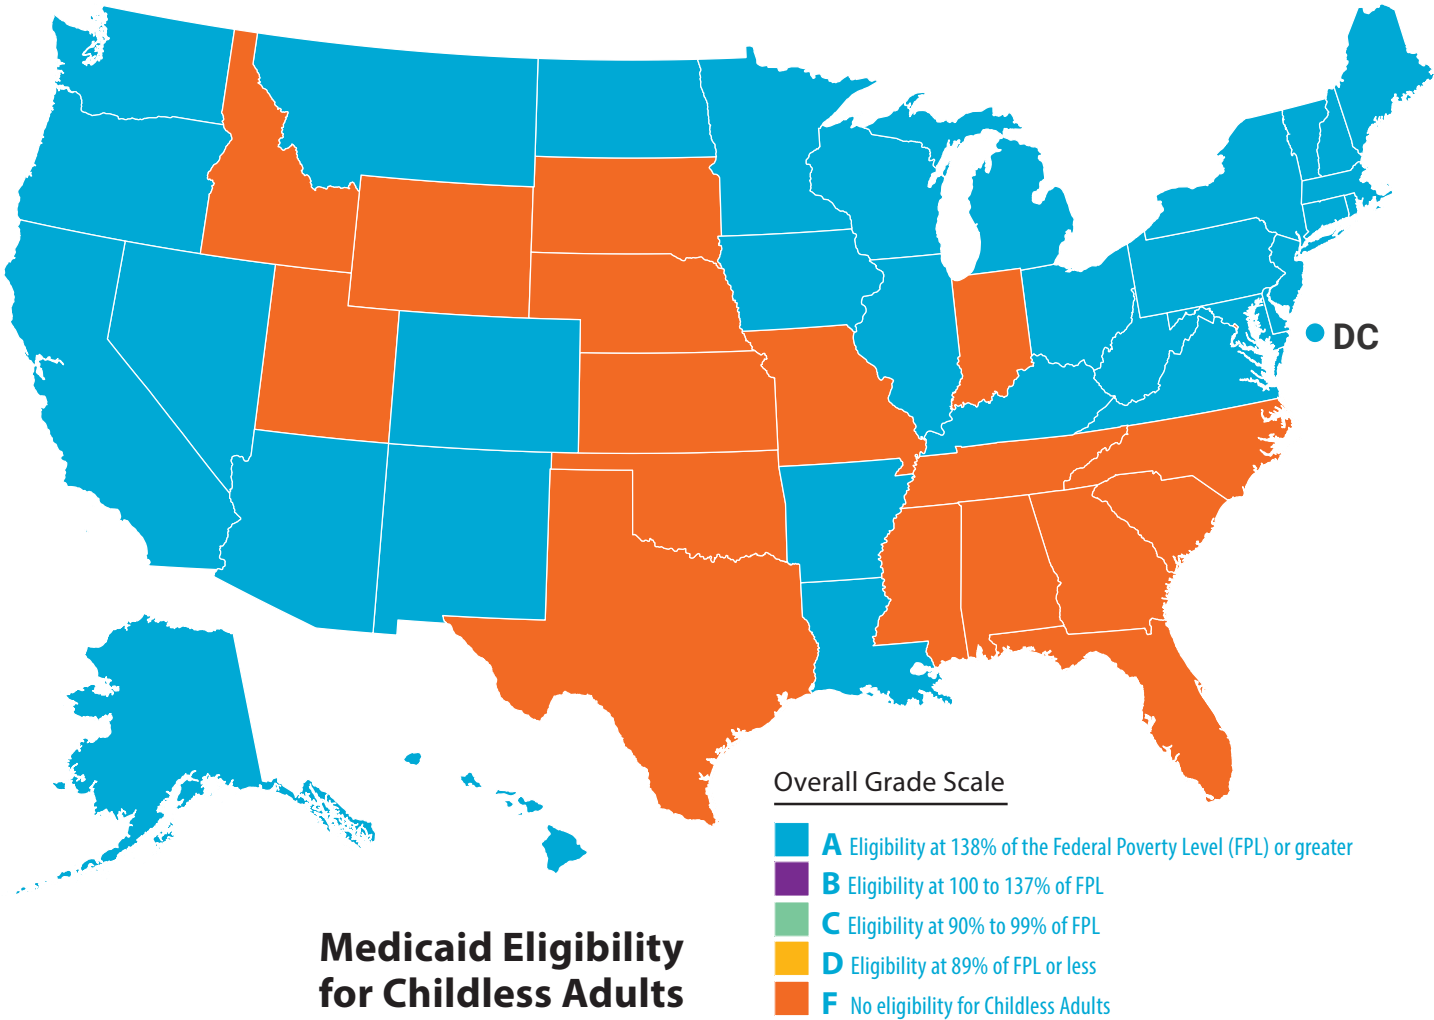 DC
Overall Grade Scale
A Eligibility at 138% of the Federal Poverty Level (FPL) or greater
B Eligibility at 100 to 137% of FPL
C Eligibility at 90% to 99% of FPL
D Eligibility at 89% of FPL or less
F No eligibility for Childless Adults
Medicaid Eligibility
for Childless Adults